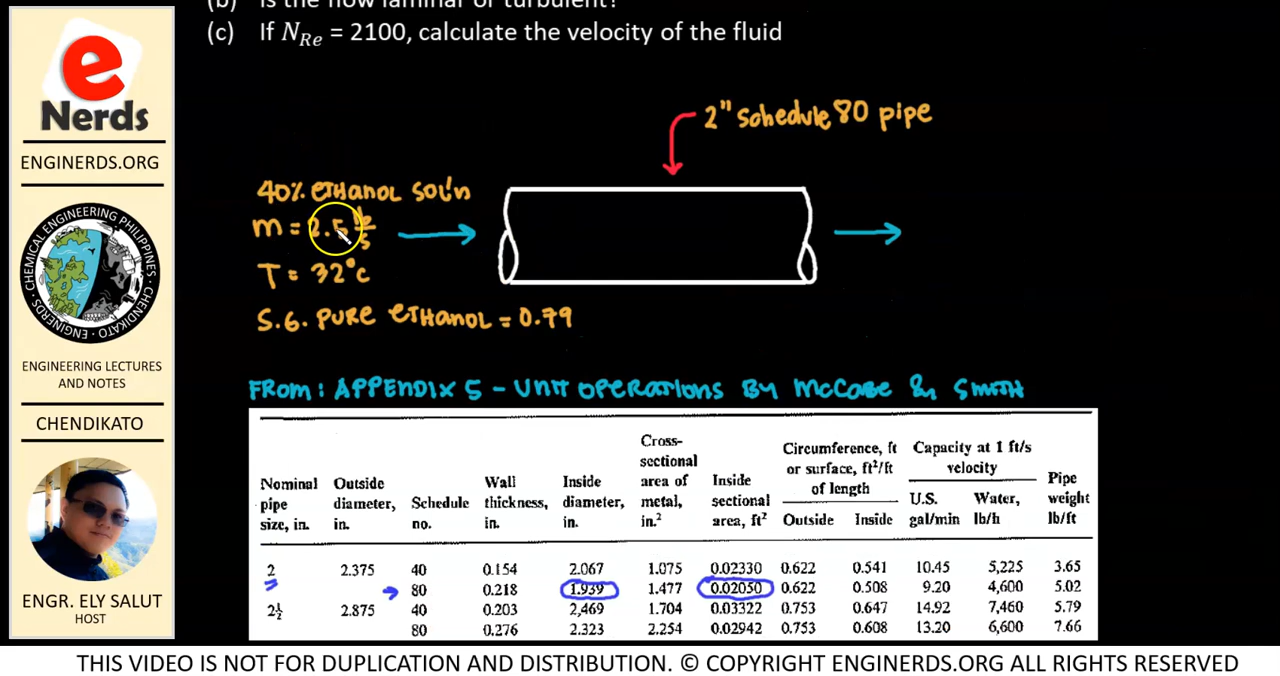 (b) Is the flow laminar or turbulent?
(c) If N_Re = 2100, calculate the velocity of the fluid
e
Nerds
ENGINERDS.ORG
CHEMICAL ENGINEERING PHILIPPINES
CHENDIKATO
ENGINEERING LECTURES
AND NOTES
CHENDIKATO
ENGR. ELY SALUT
HOST
2" Schedule 80 pipe
40% ETHANOL SOL'N
m = 2.5
T = 32°C
S.G. PURE ETHANOL = 0.79
FROM: APPENDIX 5 - UNIT OPERATIONS BY McCABE & SMITH
Nominal pipe size, in. Outside diameter, in. Schedule no. Wall thickness, in. Inside diameter, in. Cross-sectional area of metal, in.² Inside sectional area, ft² Circumference, ft or surface, ft²/ft of length Outside Inside Capacity at 1 ft/s velocity U.S. gal/min Water, lb/h Pipe weight lb/ft
2 2.375 40 0.154 2.067 1.075 0.02330 0.622 0.541 10.45 5,225 3.65
80 0.218 1.939 1.477 0.02050 0.622 0.508 9.20 4,600 5.02
2½ 2.875 40 0.203 2,469 1.704 0.03322 0.753 0.647 14.92 7,460 5.79
80 0.276 2.323 2.254 0.02942 0.753 0.608 13.20 6,600 7.66
THIS VIDEO IS NOT FOR DUPLICATION AND DISTRIBUTION. © COPYRIGHT ENGINERDS.ORG ALL RIGHTS RESERVED